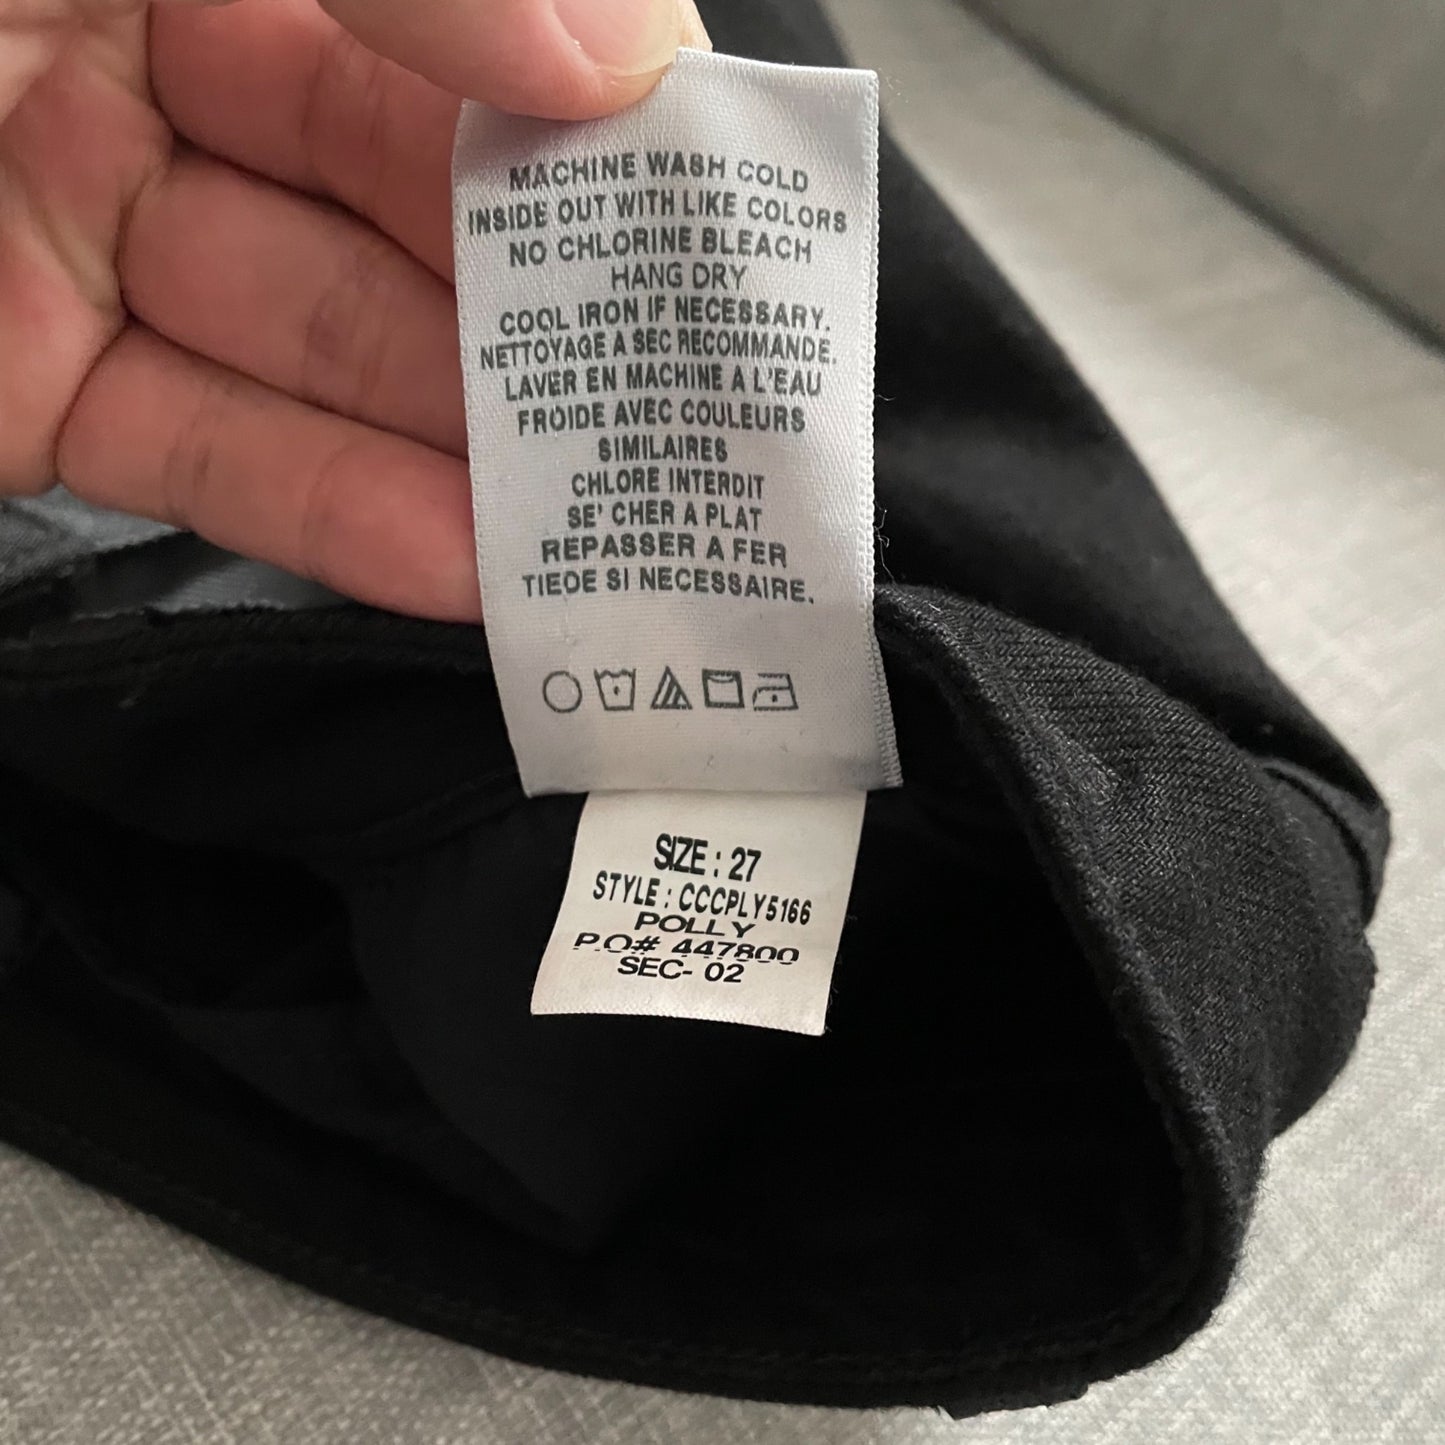 MACHINE WASH COLD
INSIDE OUT WITH LIKE COLORS
NO CHLORINE BLEACH
HANG DRY
COOL IRON IF NECESSARY.
NETTOYAGE A SEC RECOMMANDE.
LAVER EN MACHINE A L'EAU
FROIDE AVEC COULEURS
SIMILAIRES
CHLORE INTERDIT
SE' CHER A PLAT
REPASSER A FER
TIEDE SI NECESSAIRE.
SIZE : 27
STYLE : CCCPLY5166
POLLY
P.O# 447800
SEC- 02